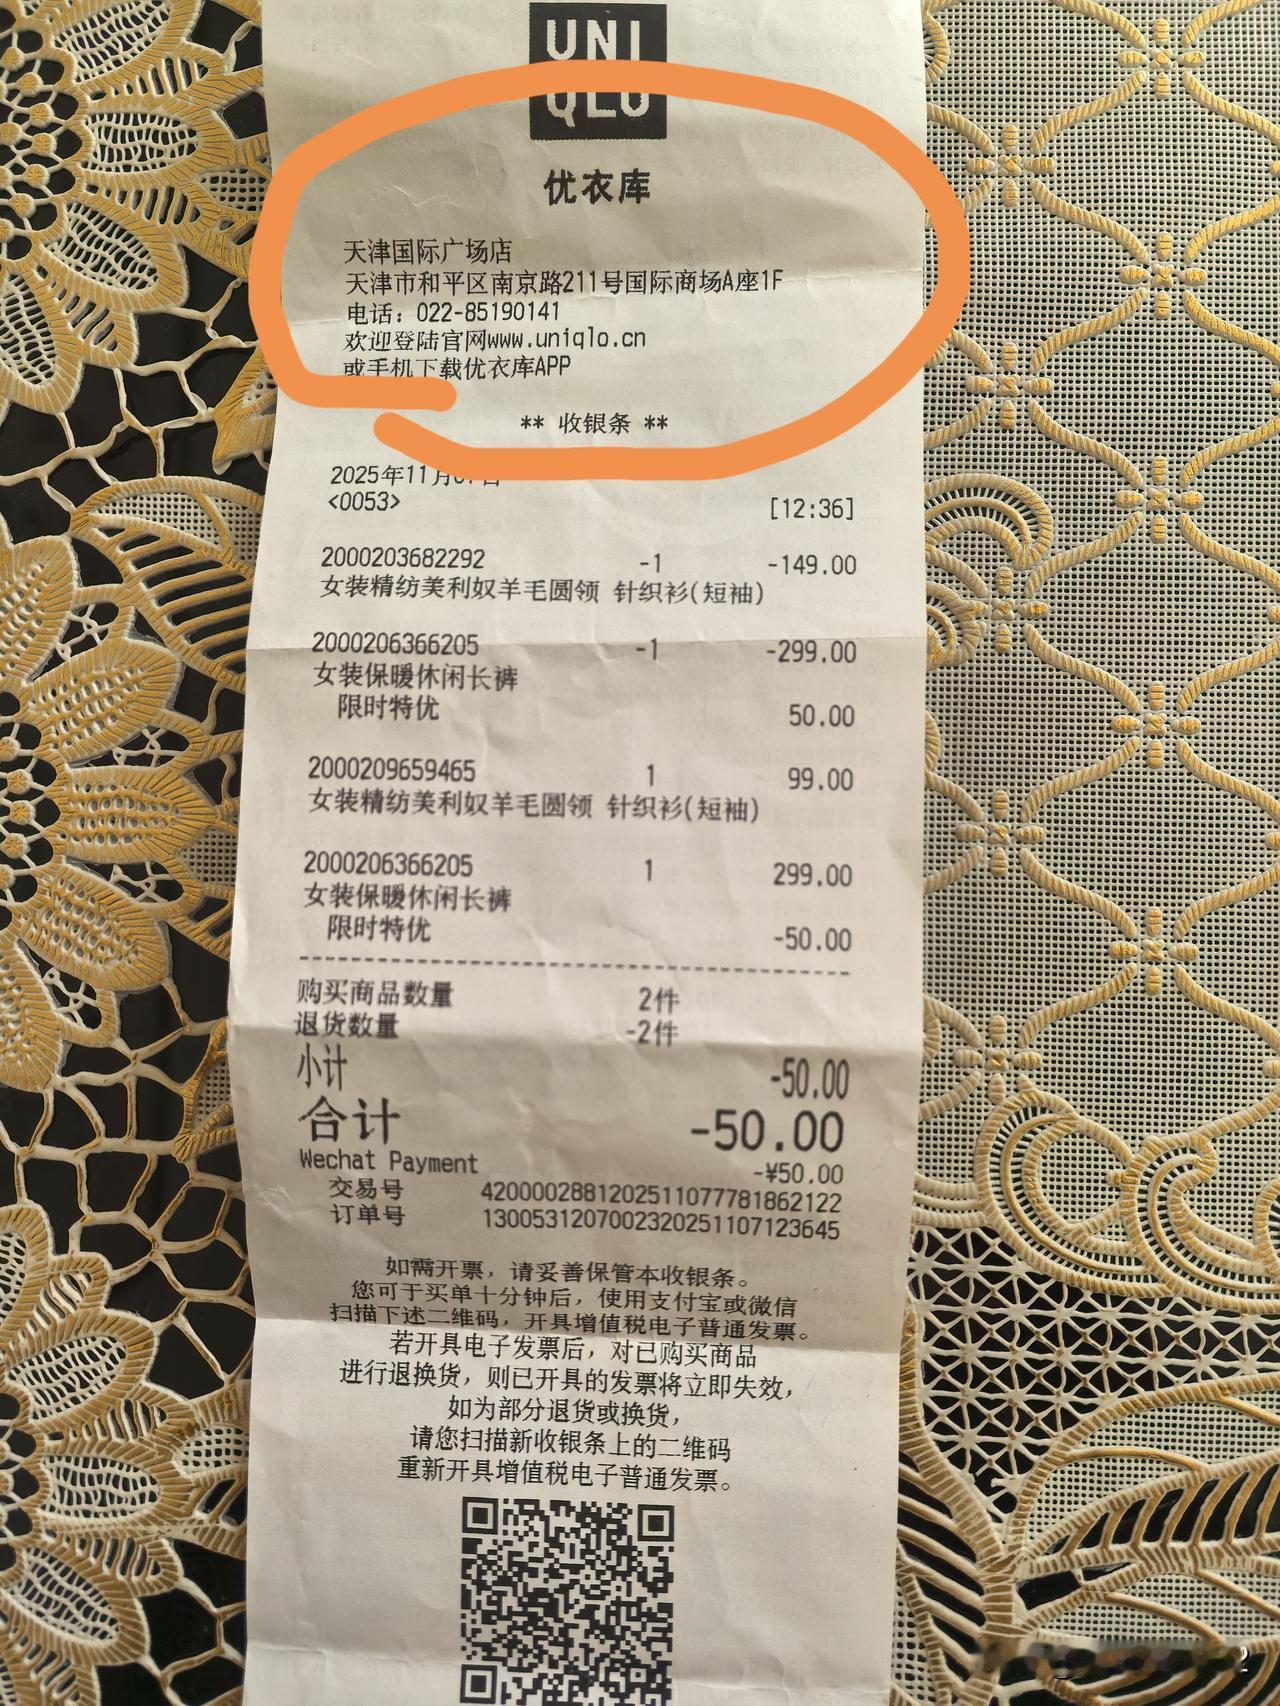 UNI
QLO
优衣库
天津国际广场店
天津市和平区南京路211号国际商场A座1F
电话：022-85190141
欢迎登陆官网www.uniqlo.cn
或手机下载优衣库APP
** 收银条 **
2025年11月07日
<0053> [12:36]
2000203682292 -1 -149.00
女装精纺美利奴羊毛圆领 针织衫(短袖)
2000206366205 -1 -299.00
女装保暖休闲长裤
限时特优 50.00
2000209659465 1 99.00
女装精纺美利奴羊毛圆领 针织衫(短袖)
2000206366205 1 299.00
女装保暖休闲长裤
限时特优 -50.00
购买商品数量 2件
退货数量 -2件
小计 -50.00
合计 -50.00
Wechat Payment -¥50.00
交易号 4200002881202511077781862122
订单号 13005312070023202511071236​45
如需开票，请妥善保管本收银条。
您可于买单十分钟后，使用支付宝或微信
扫描下述二维码，开具增值税电子普通发票。
若开具电子发票后，对已购买商品
进行退换货，则已开具的发票将立即失效，
如为部分退货或换货，
请您扫描新收银条上的二维码
重新开具增值税电子普通发票。